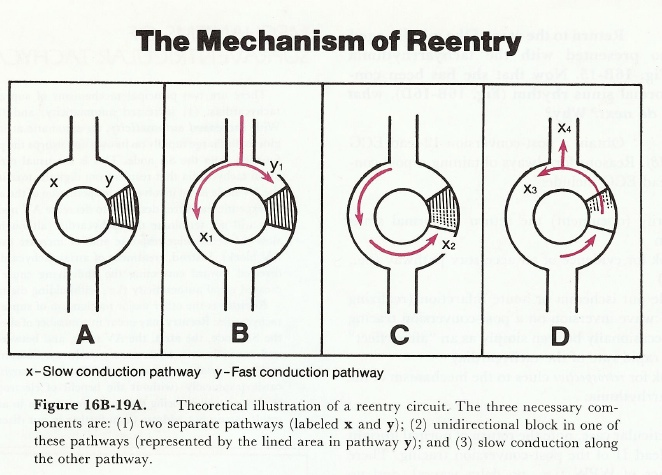 The Mechanism of Reentry
x y
A
y1
x1
B
x2
C
x4
x3
D
x–Slow conduction pathway y–Fast conduction pathway
Figure 16B-19A. Theoretical illustration of a reentry circuit. The three necessary com-
ponents are: (1) two separate pathways (labeled x and y); (2) unidirectional block in one of
these pathways (represented by the lined area in pathway y); and (3) slow conduction along
the other pathway.